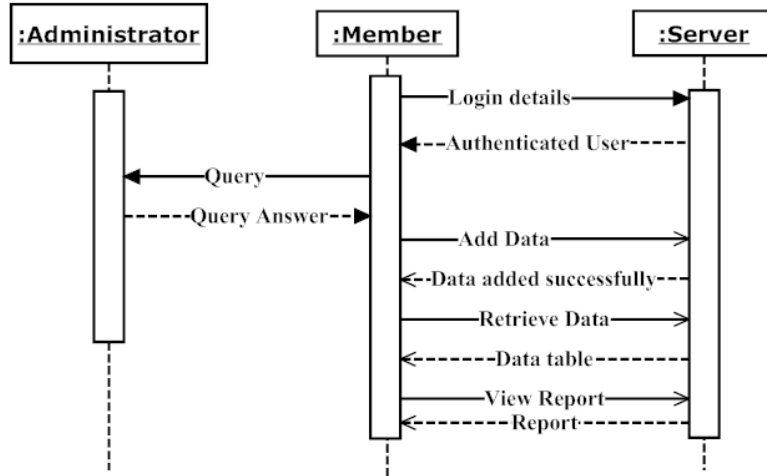 :Administrator
:Member
:Server
Login details
Authenticated User
Query
Query Answer
Add Data
Data added successfully
Retrieve Data
Data table
View Report
Report